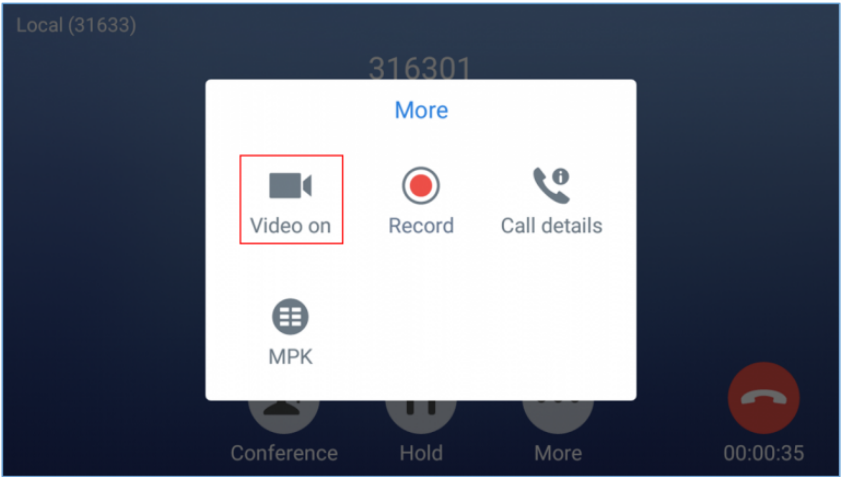 Local (31633)
316301
More
Video on
Record
Call details
MPK
Conference
Hold
More
00:00:35